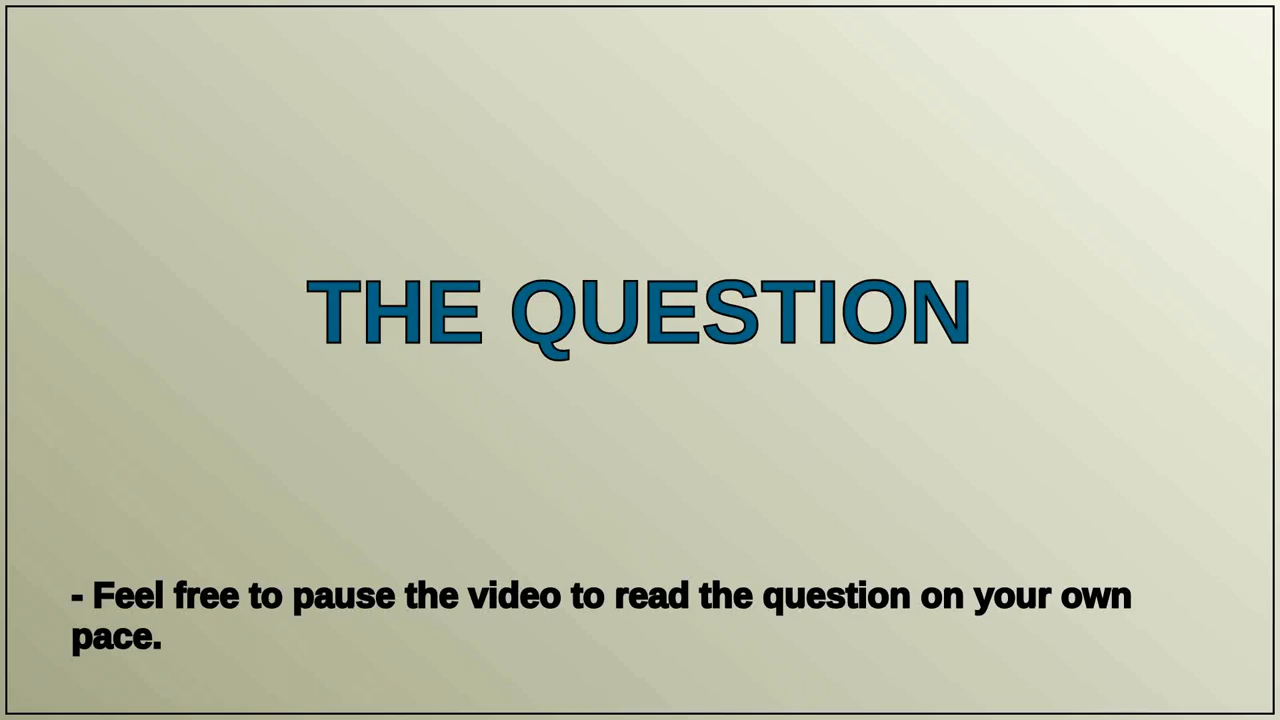 THE QUESTION
- Feel free to pause the video to read the question on your own
pace.